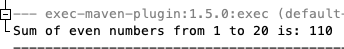 --- exec-maven-plugin:1.5.0:exec (default-
Sum of even numbers from 1 to 20 is: 110
------------------------------------------